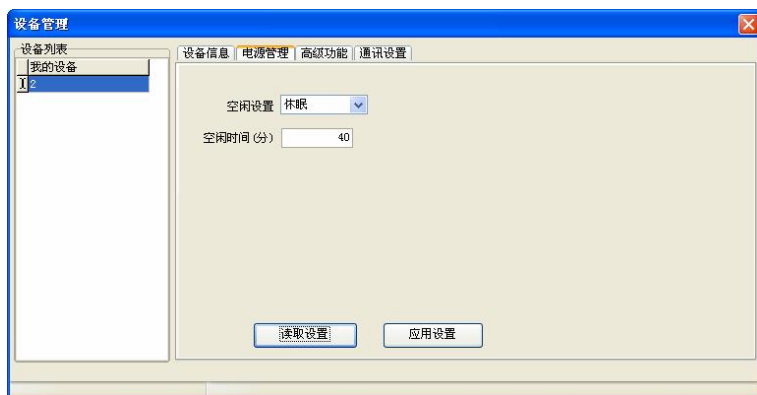 设备管理
设备列表
我的设备
2
设备信息 电源管理 高级功能 通讯设置
空闲设置 休眠
空闲时间(分) 40
读取设置 应用设置